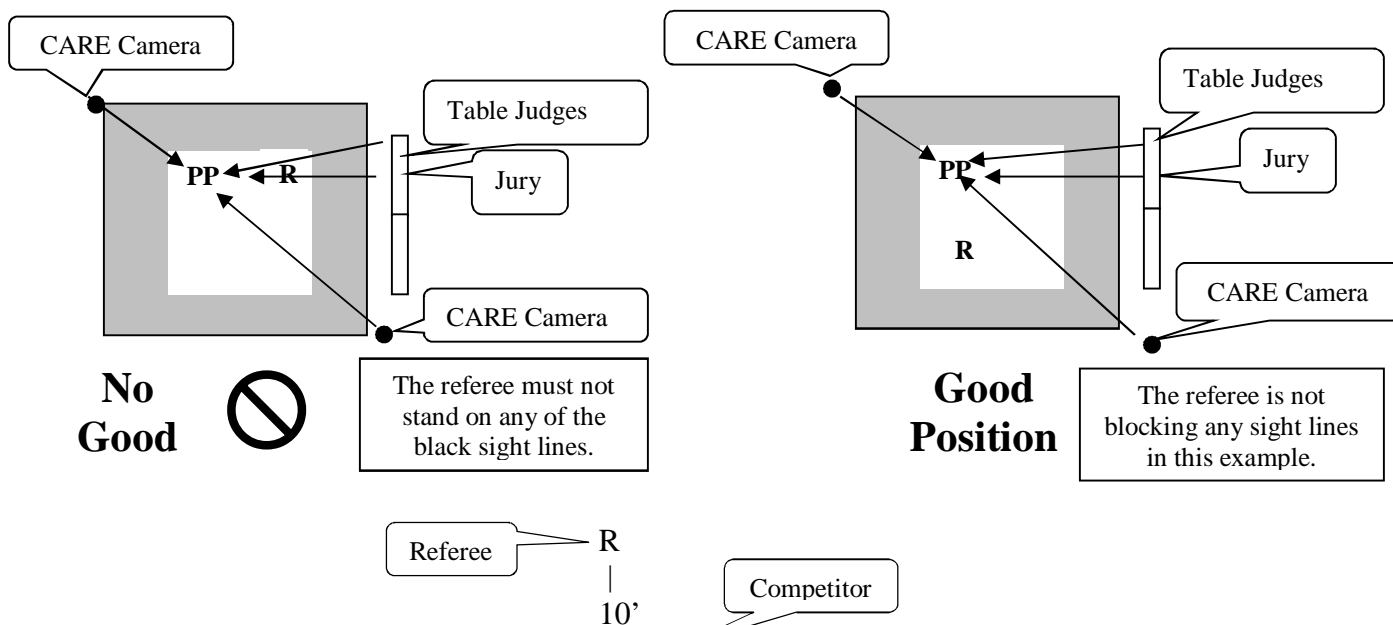 CARE Camera
Table Judges
Jury
PP
R
CARE Camera
No
Good
The referee must not
stand on any of the
black sight lines.
CARE Camera
Table Judges
Jury
PP
R
CARE Camera
Good
Position
The referee is not
blocking any sight lines
in this example.
Referee
R
10’
Competitor